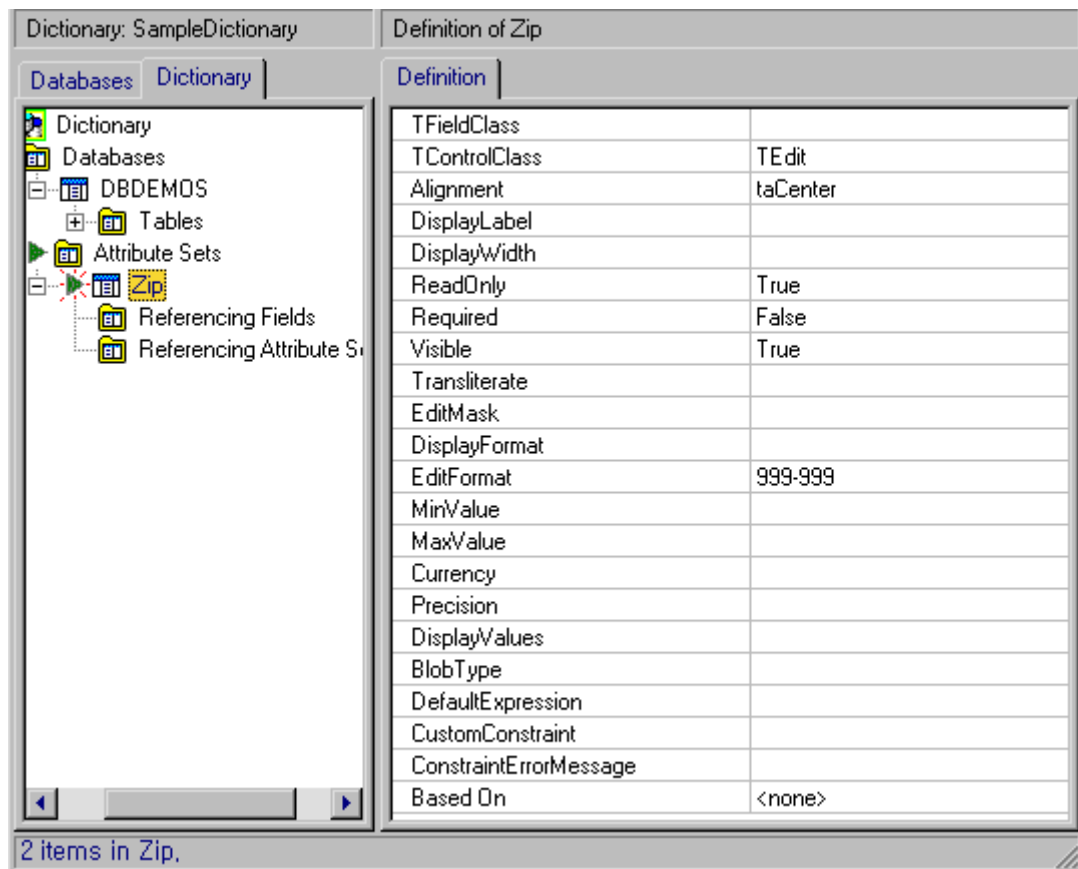 Dictionary: SampleDictionary
Definition of Zip
Databases
Dictionary
Definition
Dictionary
Databases
DBDEMOS
Tables
Attribute Sets
Zip
Referencing Fields
Referencing Attribute
TFieldClass
TControlClass TEdit
Alignment taCenter
DisplayLabel
DisplayWidth
ReadOnly True
Required False
Visible True
Transliterate
EditMask
DisplayFormat
EditFormat 999-999
MinValue
MaxValue
Currency
Precision
DisplayValues
BlobType
DefaultExpression
CustomConstraint
ConstraintErrorMessage
Based On <none>
2 items in Zip,